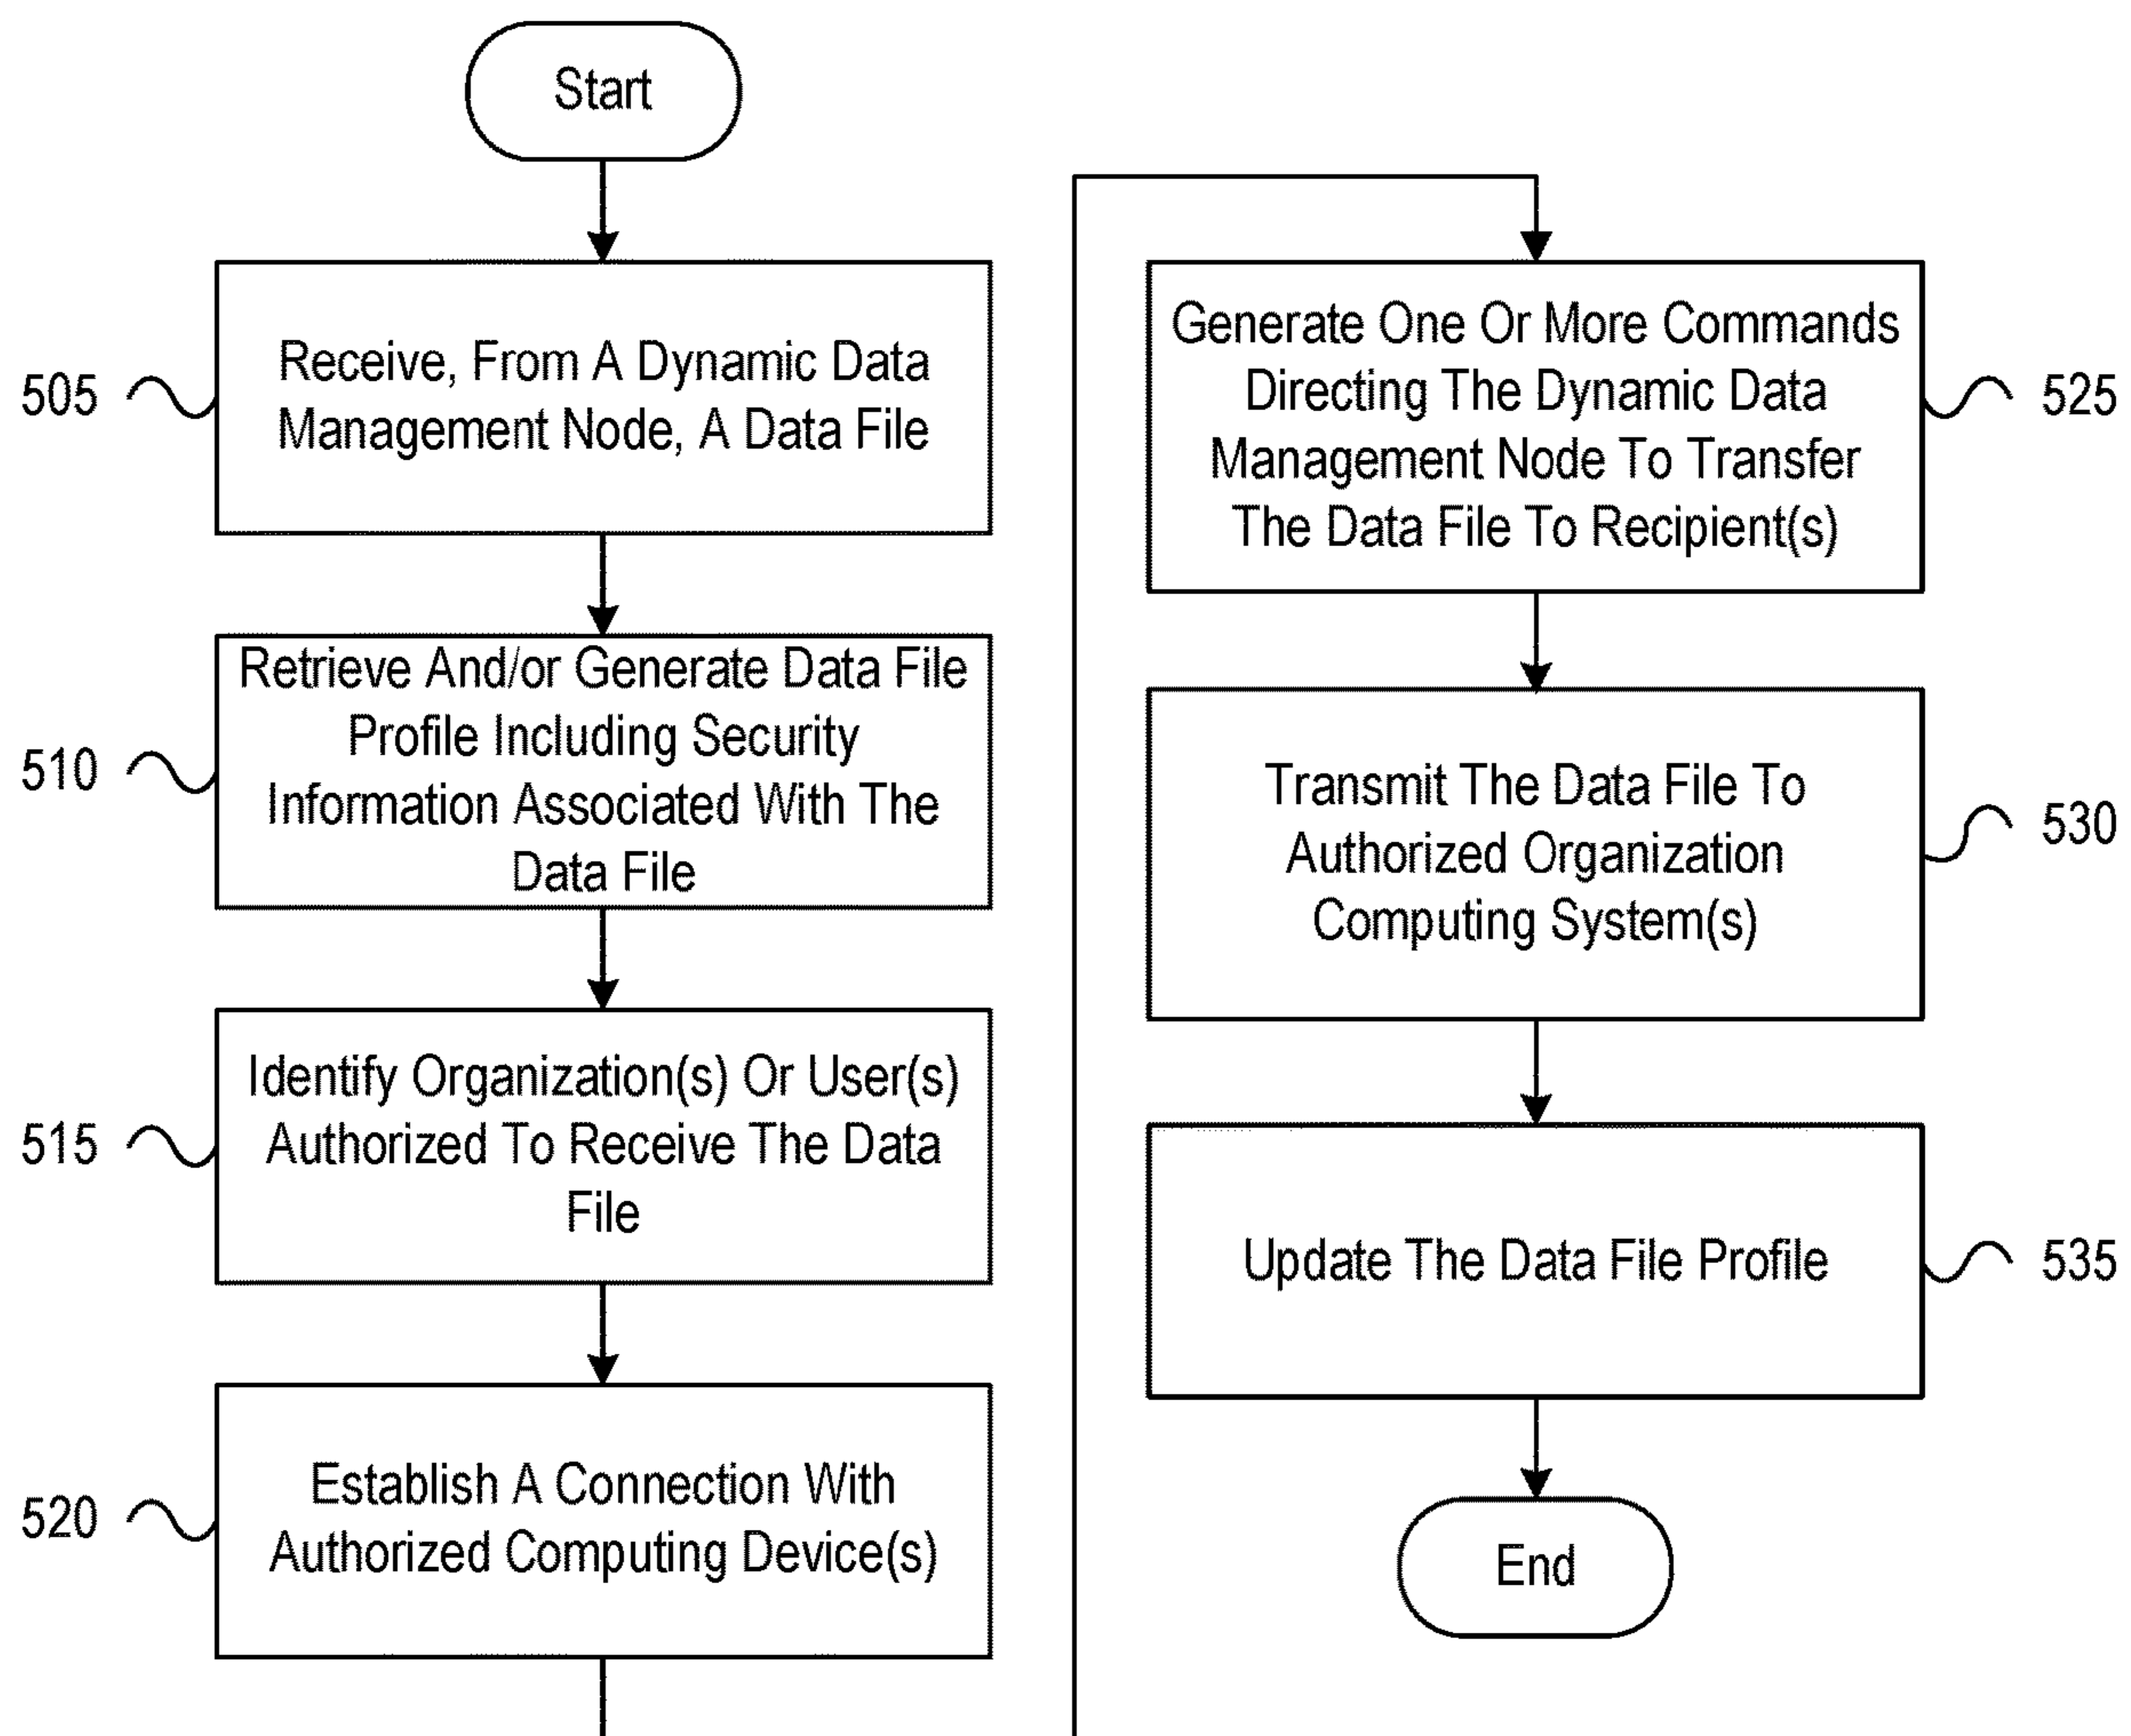 Start
505
Receive, From A Dynamic Data
Management Node, A Data File
510
Retrieve And/or Generate Data File
Profile Including Security
Information Associated With The
Data File
515
Identify Organization(s) Or User(s)
Authorized To Receive The Data
File
520
Establish A Connection With
Authorized Computing Device(s)
Generate One Or More Commands
Directing The Dynamic Data
Management Node To Transfer
The Data File To Recipient(s)
525
Transmit The Data File To
Authorized Organization
Computing System(s)
530
Update The Data File Profile
535
End